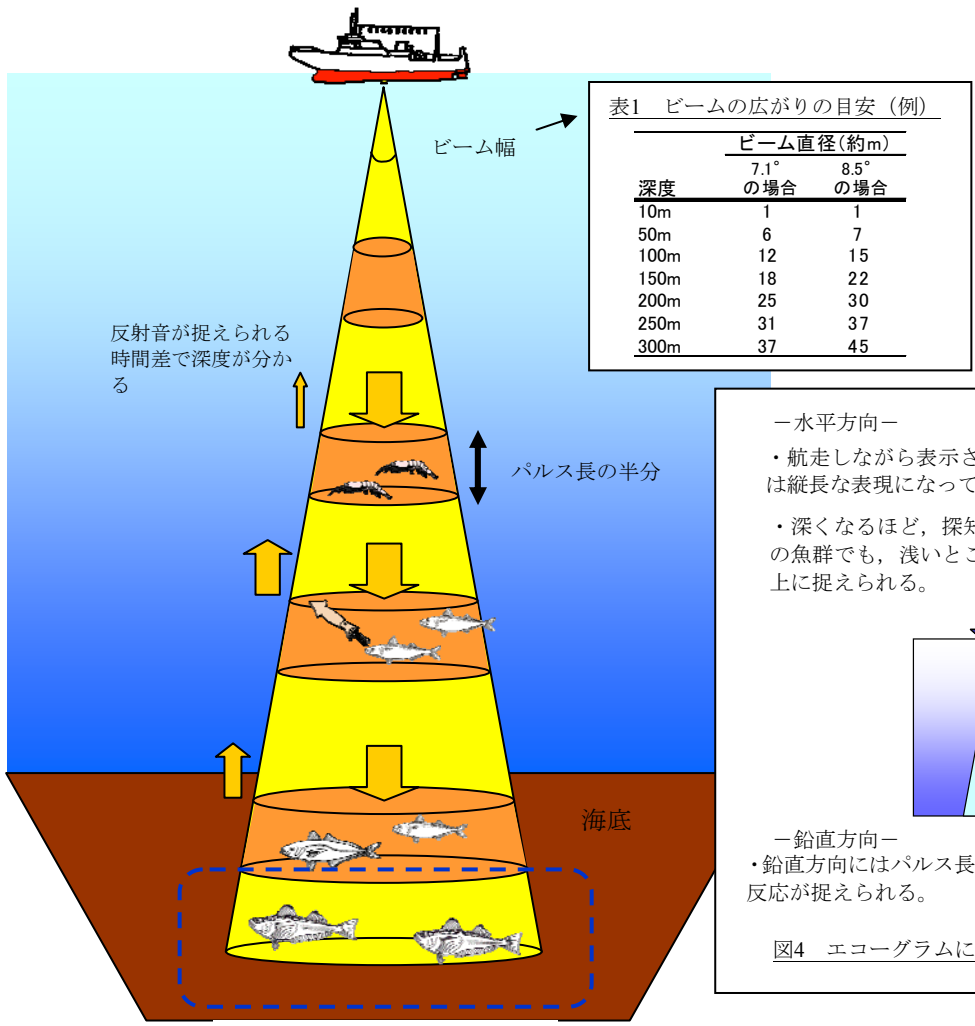 表1　ビームの広がりの目安（例）
ビーム直径(約m)
7.1° 8.5°
深度 の場合 の場合
10m 1 1
50m 6 7
100m 12 15
150m 18 22
200m 25 30
250m 31 37
300m 37 45
ビーム幅
反射音が捉えられる
時間差で深度が分か
る
パルス長の半分
海底
－水平方向－
・航走しながら表示さ
は縦長な表現になって
・深くなるほど，探知
の魚群でも，浅いとこ
上に捉えられる。
－鉛直方向－
・鉛直方向にはパルス長
反応が捉えられる。
図4　エコーグラムに